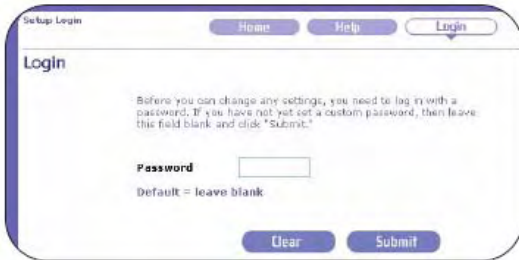 Setup Login
Home Help Login
Login
Before you can change any settings, you need to log in with a
password. If you have not yet set a custom password, then leave
this field blank and click "Submit."
Password
Default = leave blank
Clear Submit